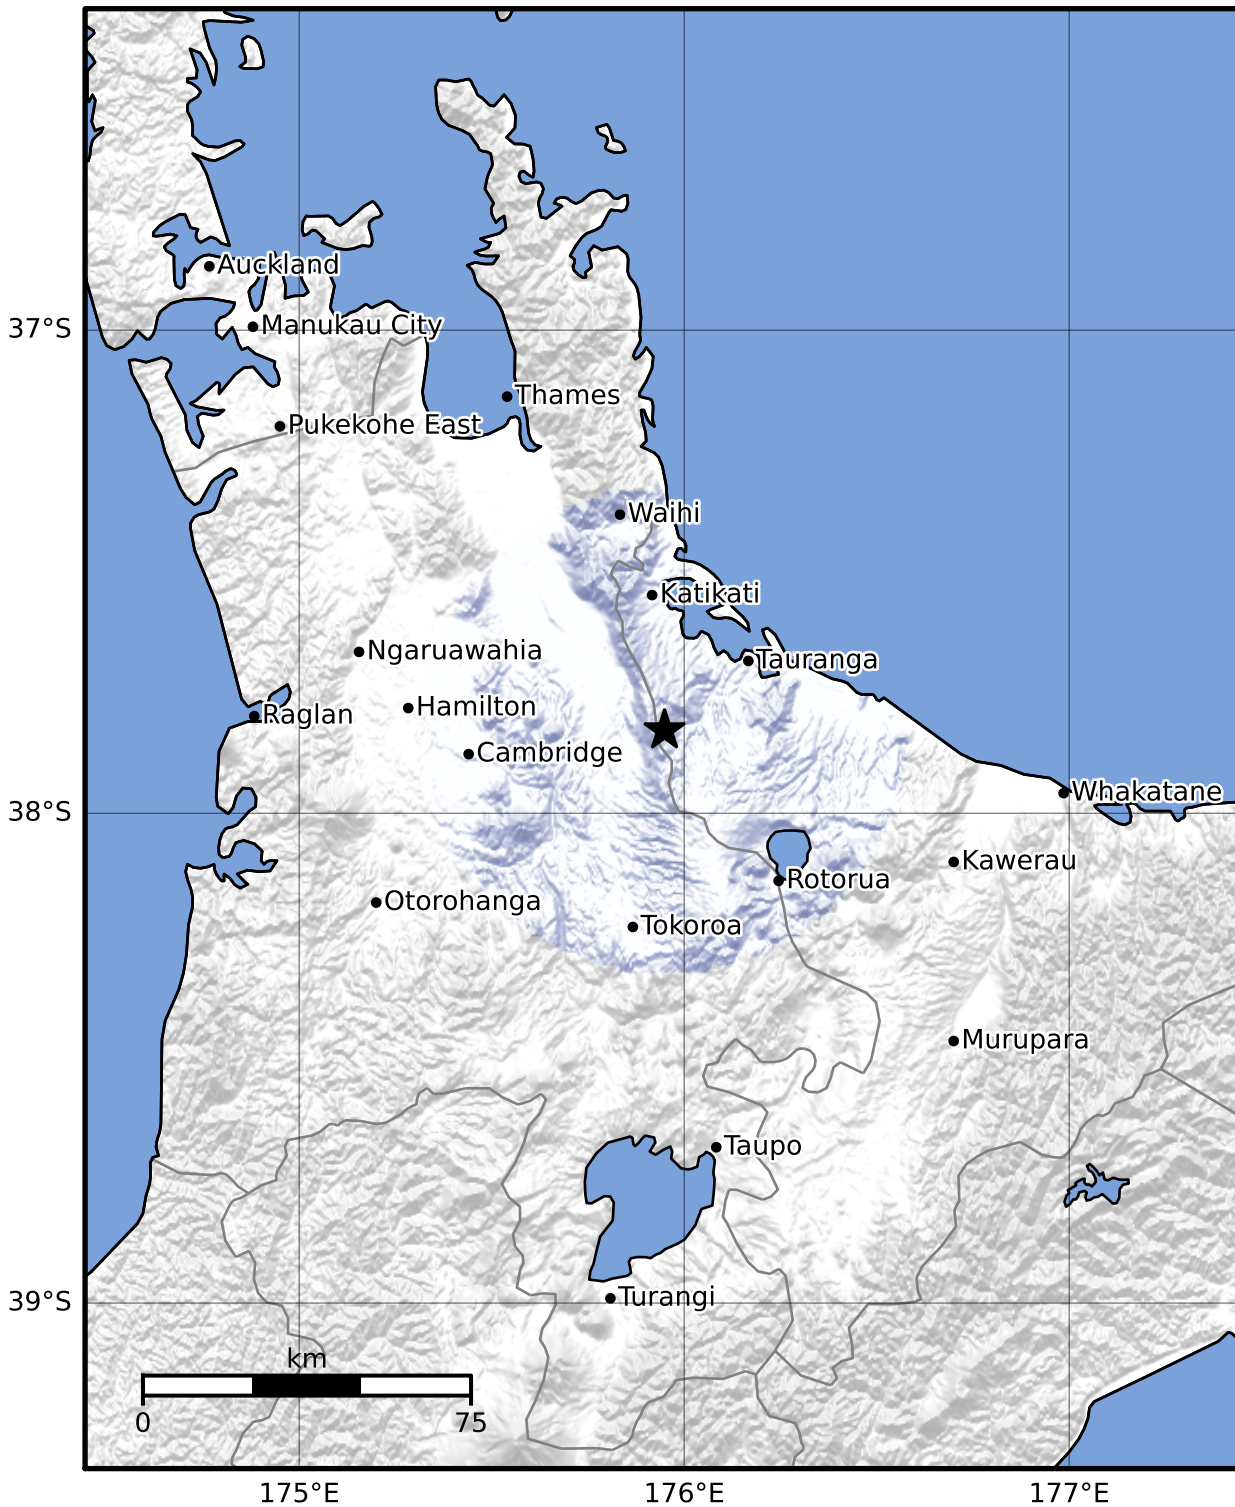 Auckland
37°S
Manukau City
Thames
Pukekohe East
Waihi
Katikati
Ngaruawahia
Tauranga
Hamilton
Raglan
Cambridge
Whakatane
38°S
Kawerau
Rotorua
Otorohanga
Tokoroa
Murupara
Taupo
39°S
Turangi
km
0 75
175°E 176°E 177°E